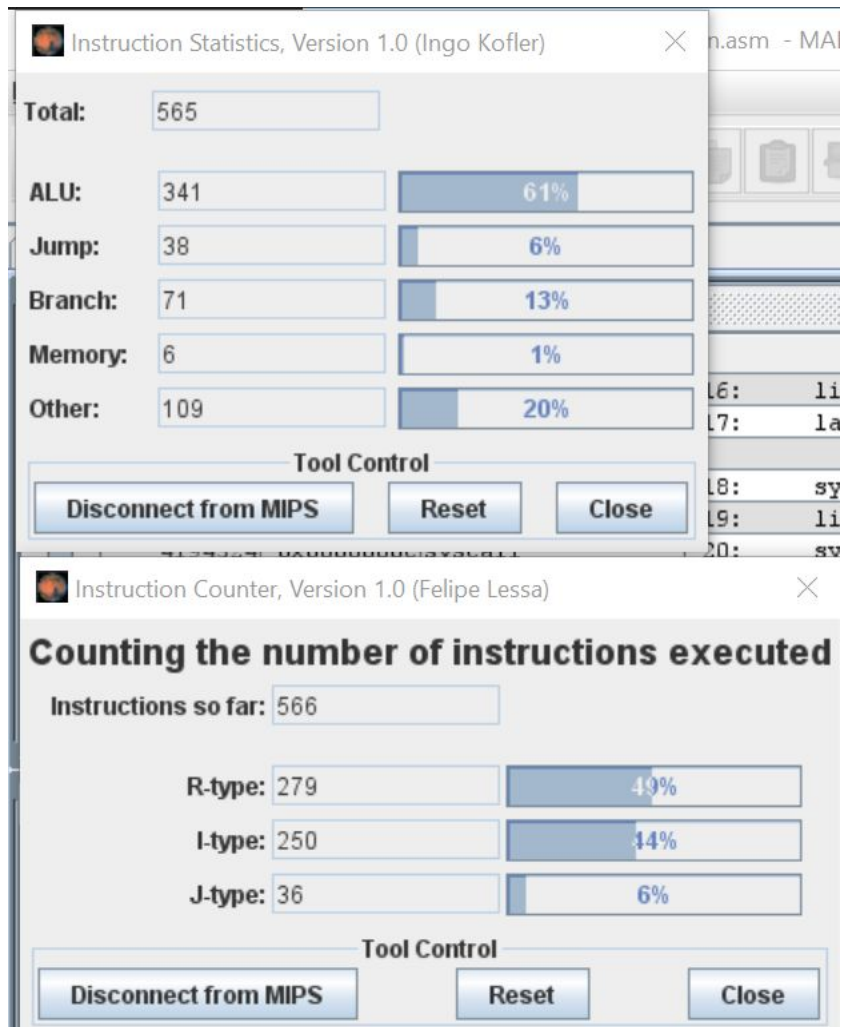 Instruction Statistics, Version 1.0 (Ingo Kofler)
n.asm - MA
Total: 565
ALU: 341 61%
Jump: 38 6%
Branch: 71 13%
Memory: 6 1%
Other: 109 20%
16: li
17: la
Tool Control
18: sy
Disconnect from MIPS Reset Close
19: li
20: sy
Instruction Counter, Version 1.0 (Felipe Lessa)
Counting the number of instructions executed
Instructions so far: 566
R-type: 279 49%
I-type: 250 44%
J-type: 36 6%
Tool Control
Disconnect from MIPS Reset Close